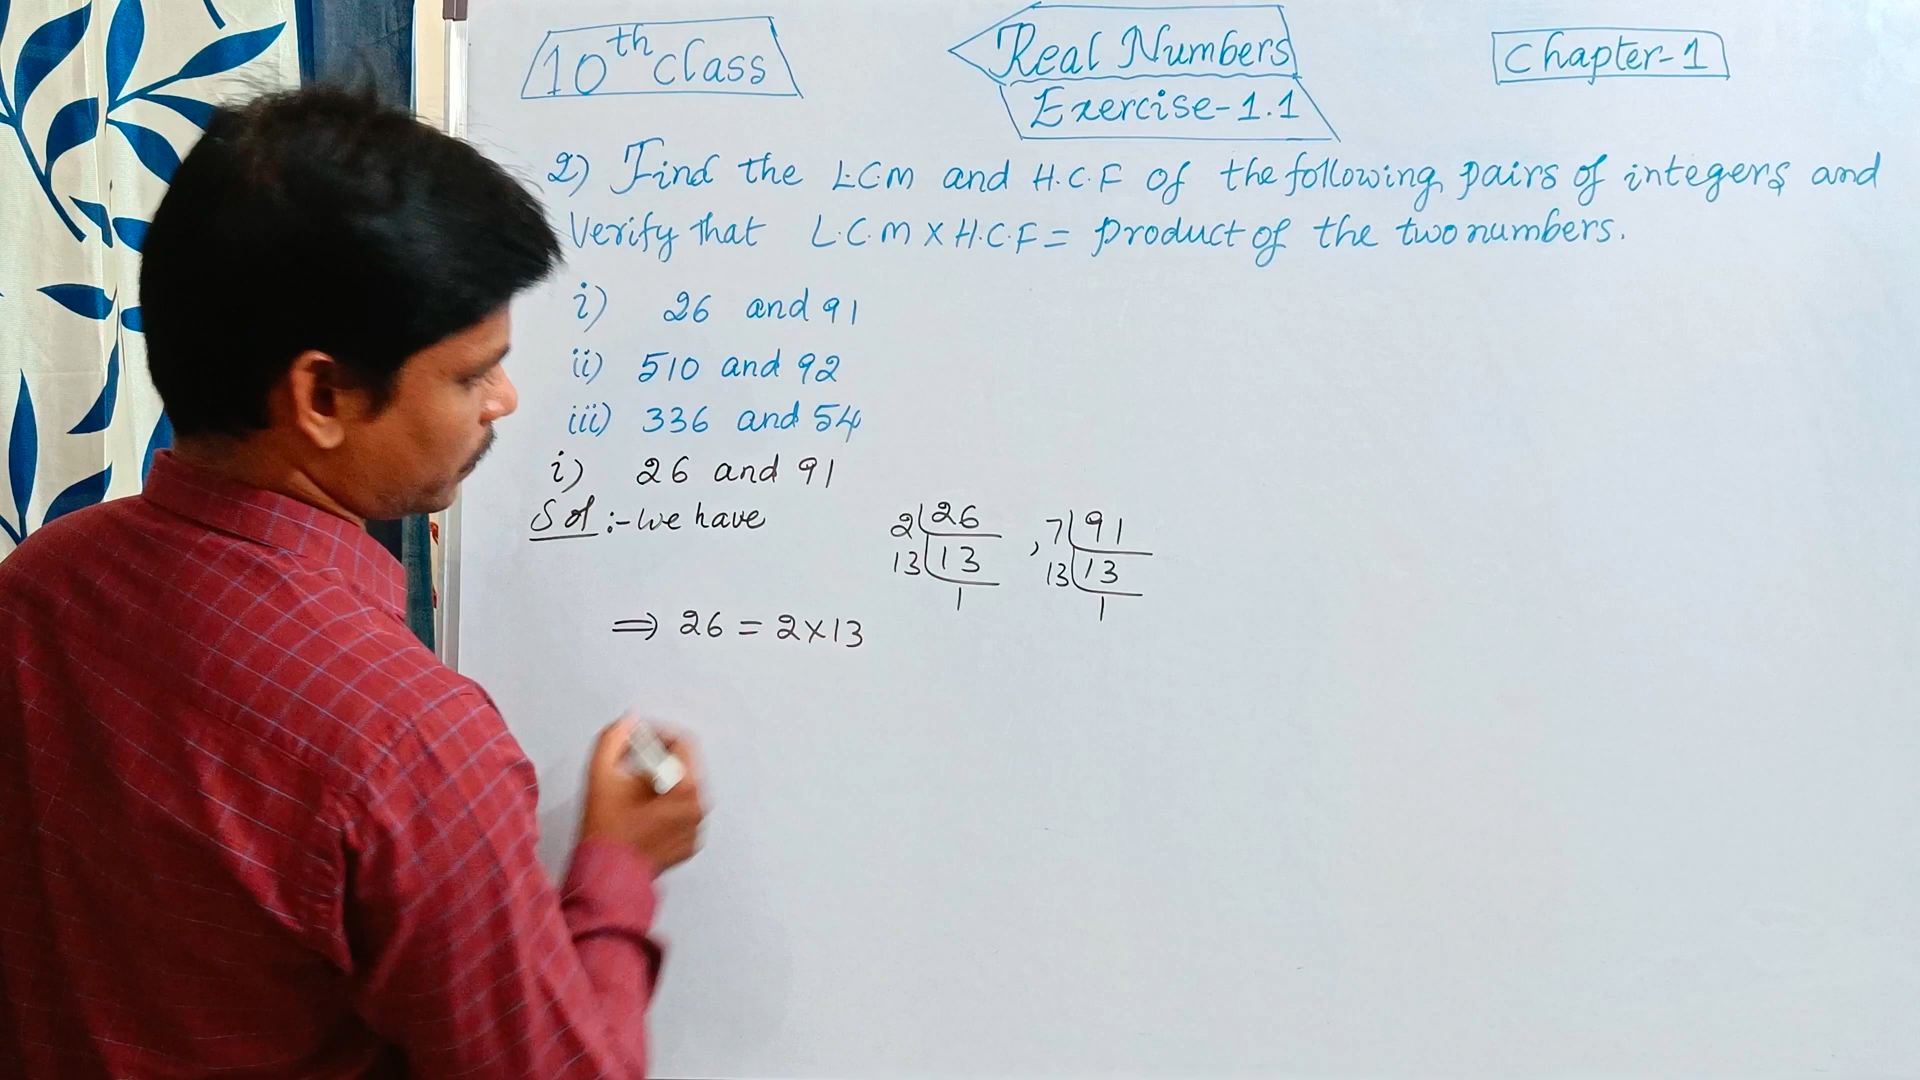 10th class
Real Numbers
Exercise-1.1
Chapter-1
2) Find the L.C.M and H.C.F of the following pairs of integers and
Verify that L.C.M X H.C.F = product of the two numbers.
i) 26 and 91
ii) 510 and 92
iii) 336 and 54
i) 26 and 91
Sol :- We have
2 26 , 7 91
13 13 13 13
1 1
⇒ 26 = 2×13